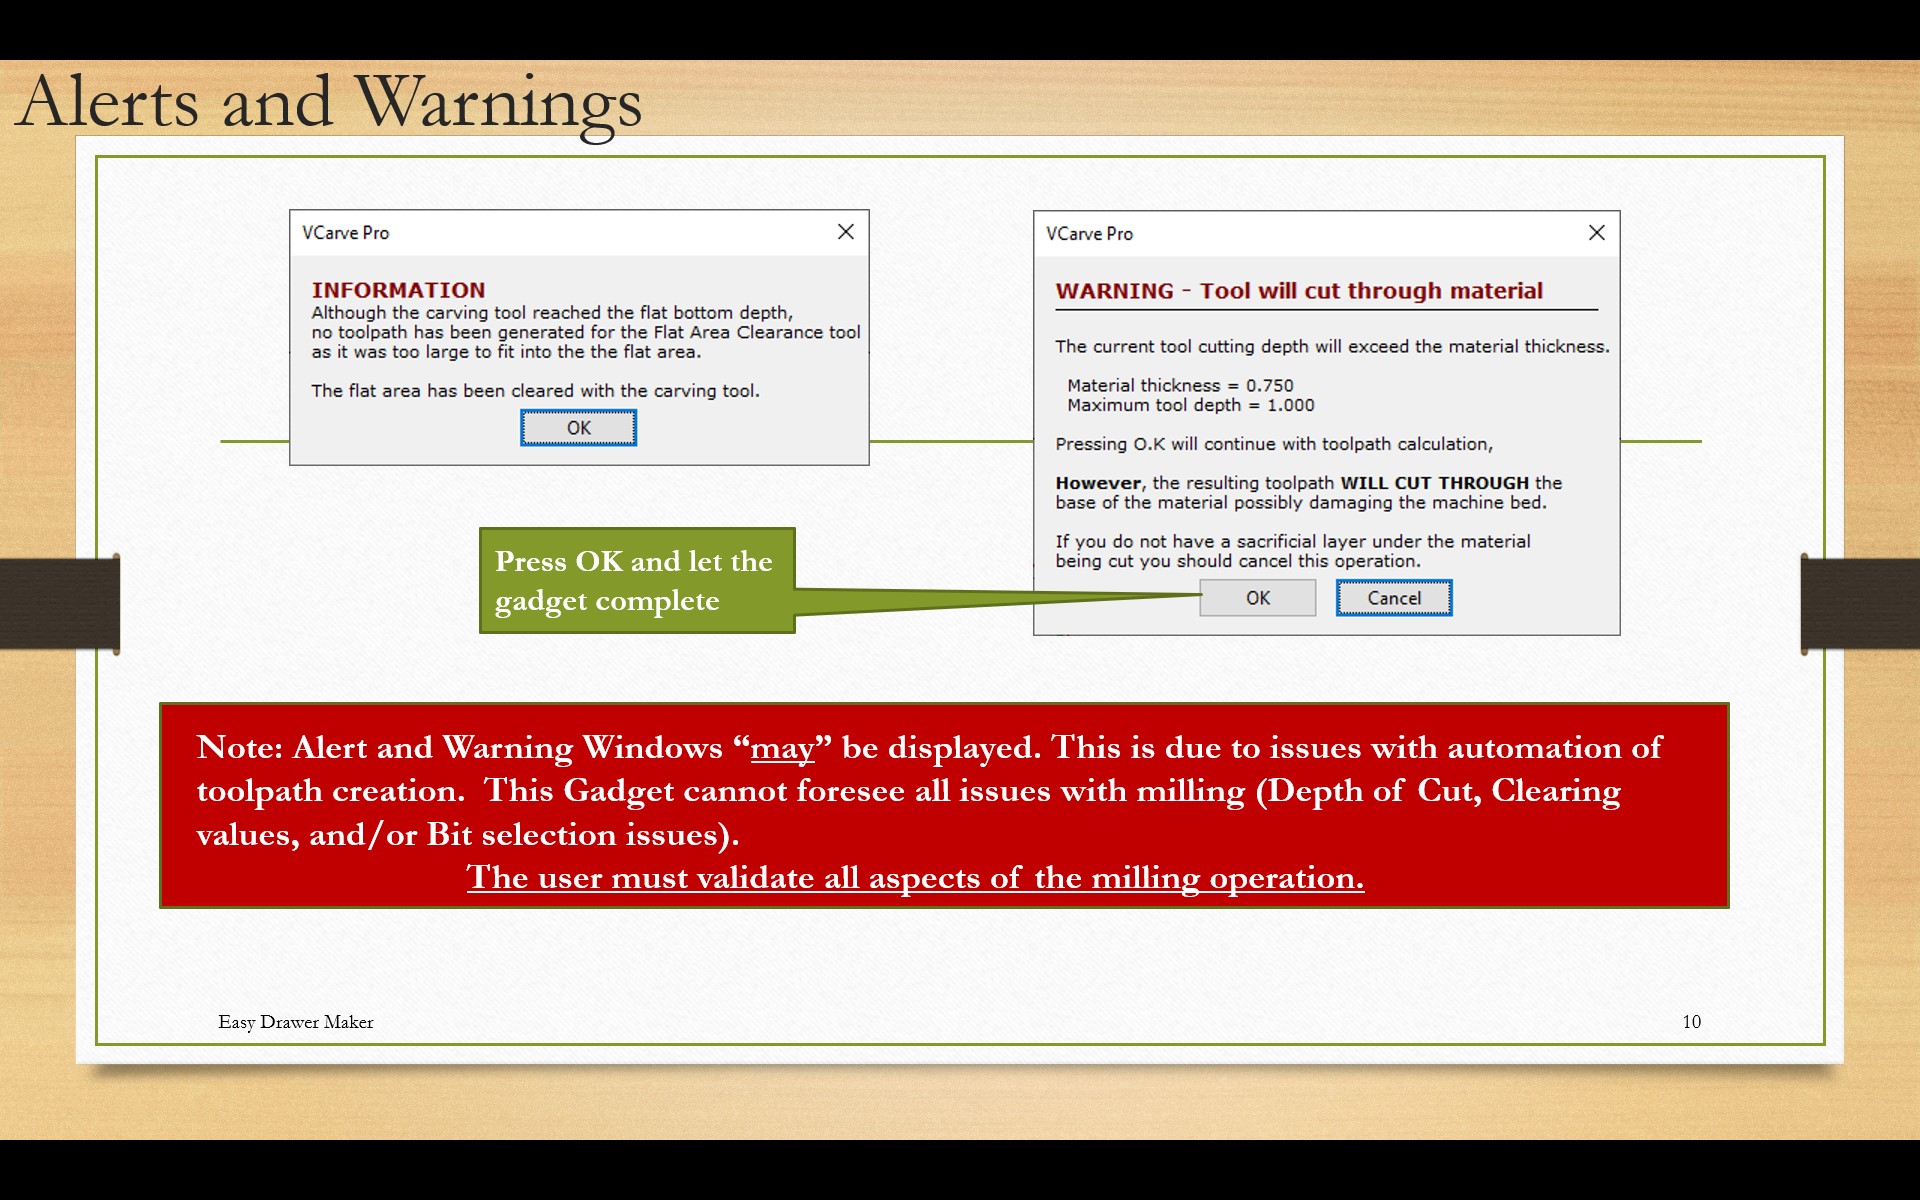 Alerts and Warnings
VCarve Pro
INFORMATION
Although the carving tool reached the flat bottom depth,
no toolpath has been generated for the Flat Area Clearance tool
as it was too large to fit into the the flat area.
The flat area has been cleared with the carving tool.
OK
VCarve Pro
WARNING - Tool will cut through material
The current tool cutting depth will exceed the material thickness.
Material thickness = 0.750
Maximum tool depth = 1.000
Pressing O.K will continue with toolpath calculation,
However, the resulting toolpath WILL CUT THROUGH the
base of the material possibly damaging the machine bed.
If you do not have a sacrificial layer under the material
being cut you should cancel this operation.
OK Cancel
Press OK and let the
gadget complete
Note: Alert and Warning Windows “may” be displayed. This is due to issues with automation of
toolpath creation.  This Gadget cannot foresee all issues with milling (Depth of Cut, Clearing
values, and/or Bit selection issues).
The user must validate all aspects of the milling operation.
Easy Drawer Maker
10